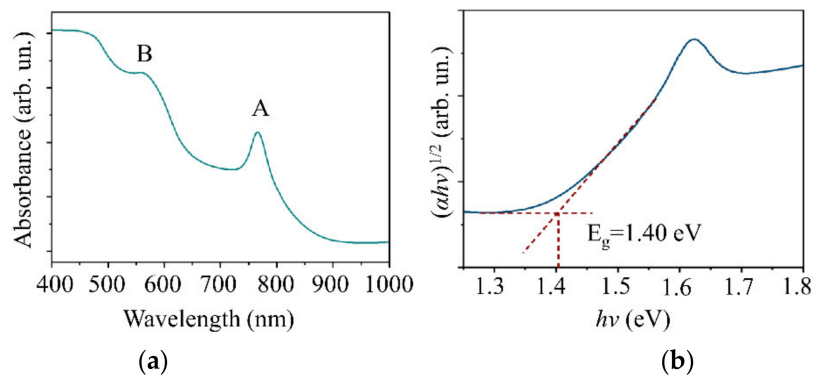 Absorbance (arb. un.)
B
A
400 500 600 700 800 900 1000
Wavelength (nm)
(a)
(αhν)^1/2 (arb. un.)
E_g=1.40 eV
1.3 1.4 1.5 1.6 1.7 1.8
hν (eV)
(b)